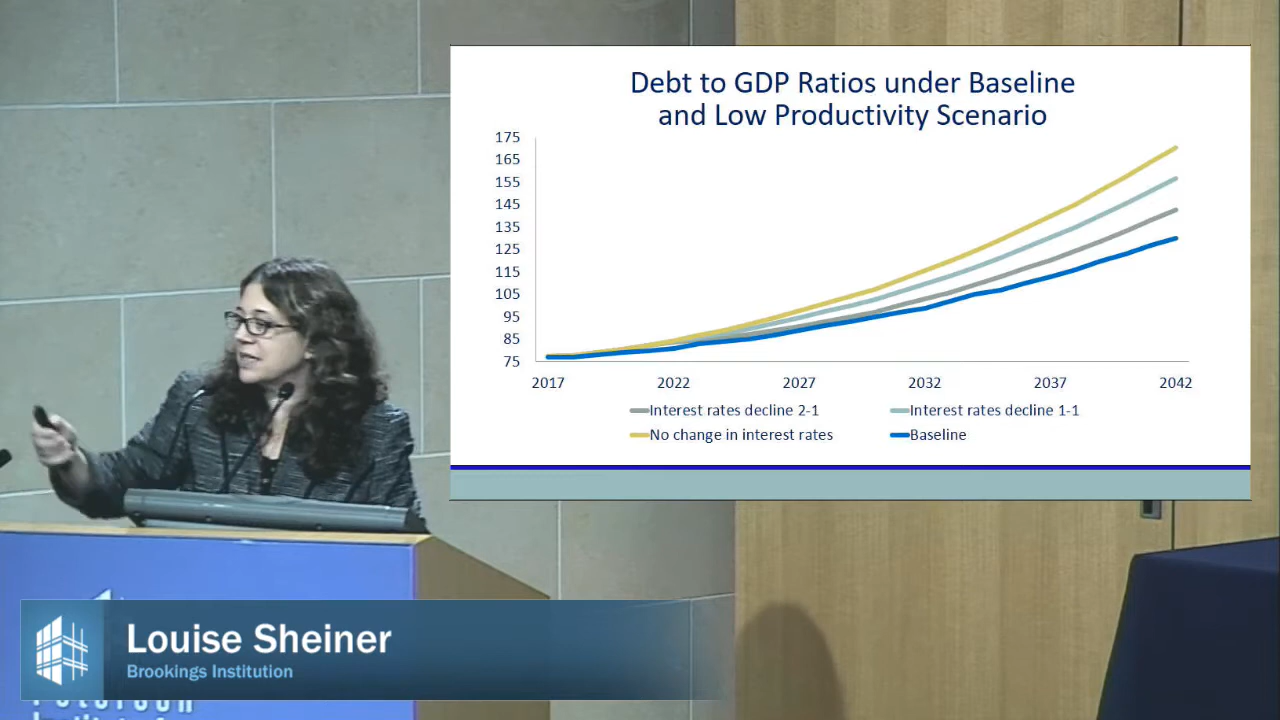 Debt to GDP Ratios under Baseline
and Low Productivity Scenario
175
165
155
145
135
125
115
105
95
85
75
2017 2022 2027 2032 2037 2042
Interest rates decline 2-1 Interest rates decline 1-1
No change in interest rates Baseline
Louise Sheiner
Brookings Institution